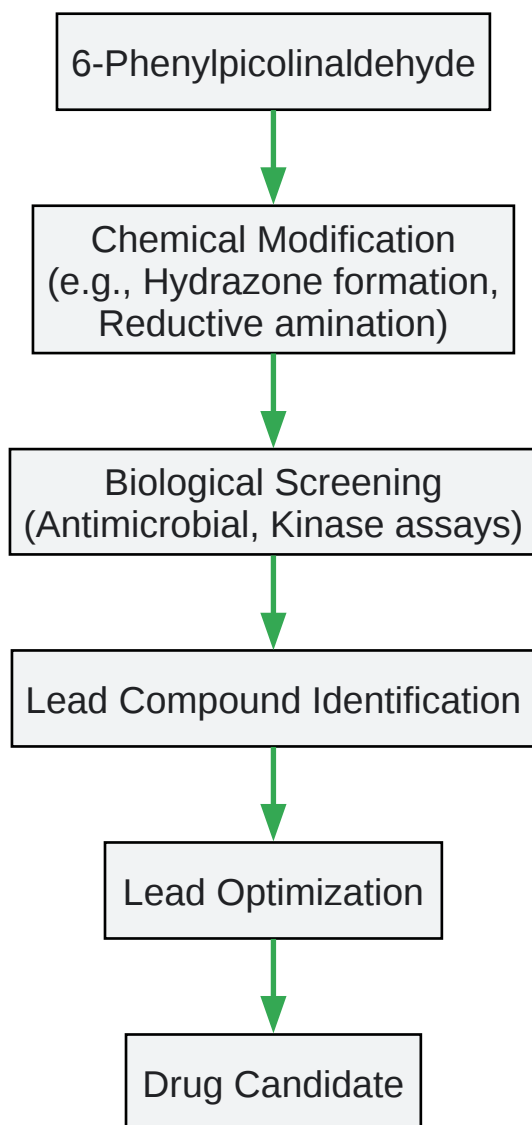 6-Phenylpicolinaldehyde
Chemical Modification
(e.g., Hydrazone formation,
Reductive amination)
Biological Screening
(Antimicrobial, Kinase assays)
Lead Compound Identification
Lead Optimization
Drug Candidate